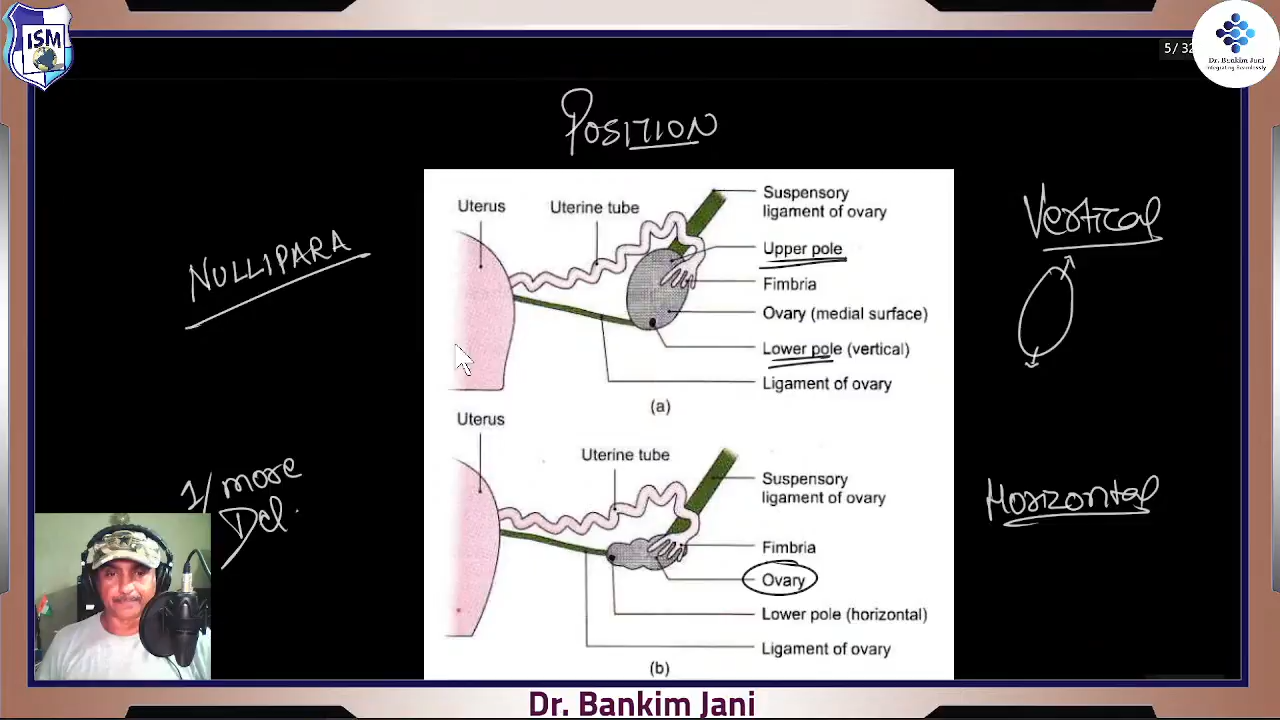 ISM
5/ 32
Dr. Bankim Jani
Integrating Seamlessly
POSITION
NULLIPARA
Vertical
Uterus
Uterine tube
Suspensory
ligament of ovary
Upper pole
Fimbria
Ovary (medial surface)
Lower pole (vertical)
Ligament of ovary
(a)
1/more
Del.
Horizontal
Uterus
Uterine tube
Suspensory
ligament of ovary
Fimbria
Ovary
Lower pole (horizontal)
Ligament of ovary
(b)
Dr. Bankim Jani